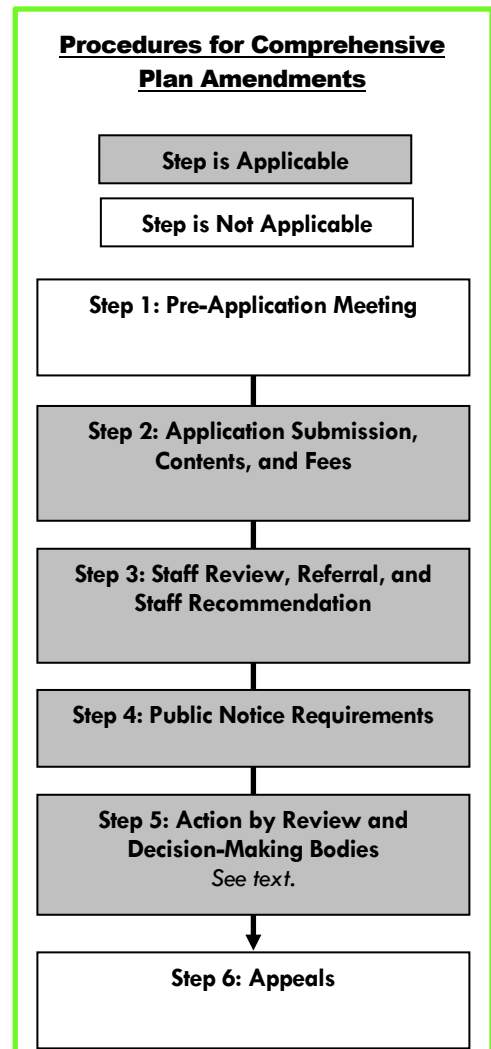 Procedures for Comprehensive
Plan Amendments
Step is Applicable
Step is Not Applicable
Step 1: Pre-Application Meeting
Step 2: Application Submission,
Contents, and Fees
Step 3: Staff Review, Referral, and
Staff Recommendation
Step 4: Public Notice Requirements
Step 5: Action by Review and
Decision-Making Bodies
See text.
Step 6: Appeals